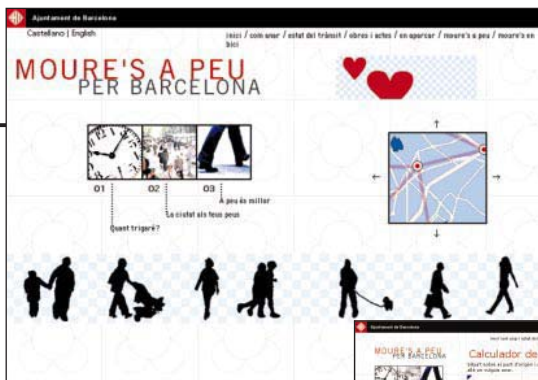 Ajuntament de Barcelona
Castellano | English
inici / com anar / estat del trànsit / obres i actes / on aparcar / moure's a peu / moure's en
bici
MOURE'S A PEU
PER BARCELONA
01 02 03
A peu és millor
La ciutat als teus peus
Quant trigaré?
Ajuntament de Barcelona
MOURE'S A PEU
PER BARCELONA
Calculador de